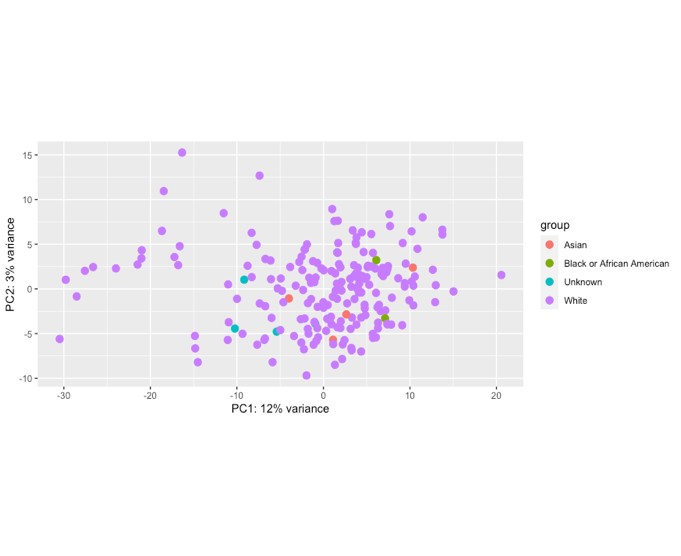 15
10
5
0
-5
-10
PC2: 3% variance
-30
-20
-10
0
10
20
PC1: 12% variance
group
Asian
Black or African American
Unknown
White